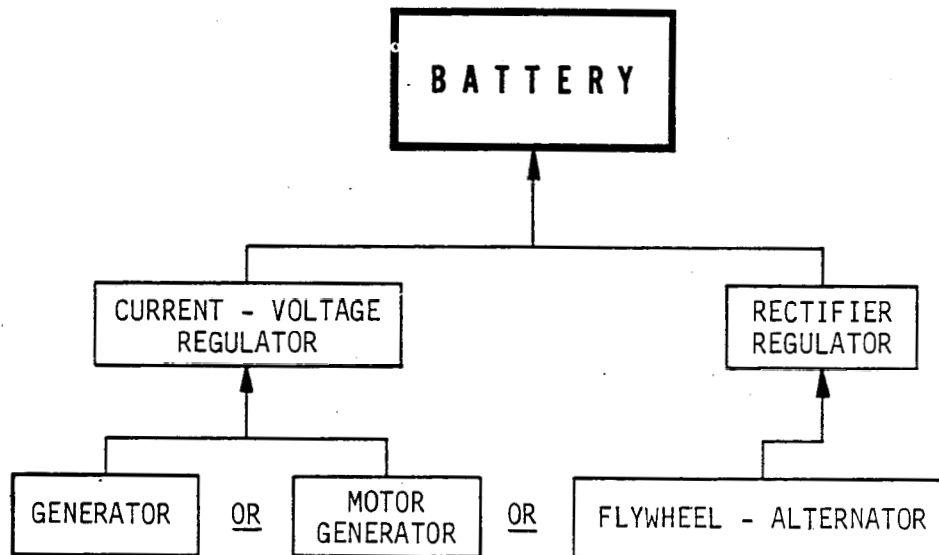 BATTERY
CURRENT - VOLTAGE
REGULATOR
RECTIFIER
REGULATOR
GENERATOR
OR
MOTOR
GENERATOR
OR
FLYWHEEL - ALTERNATOR